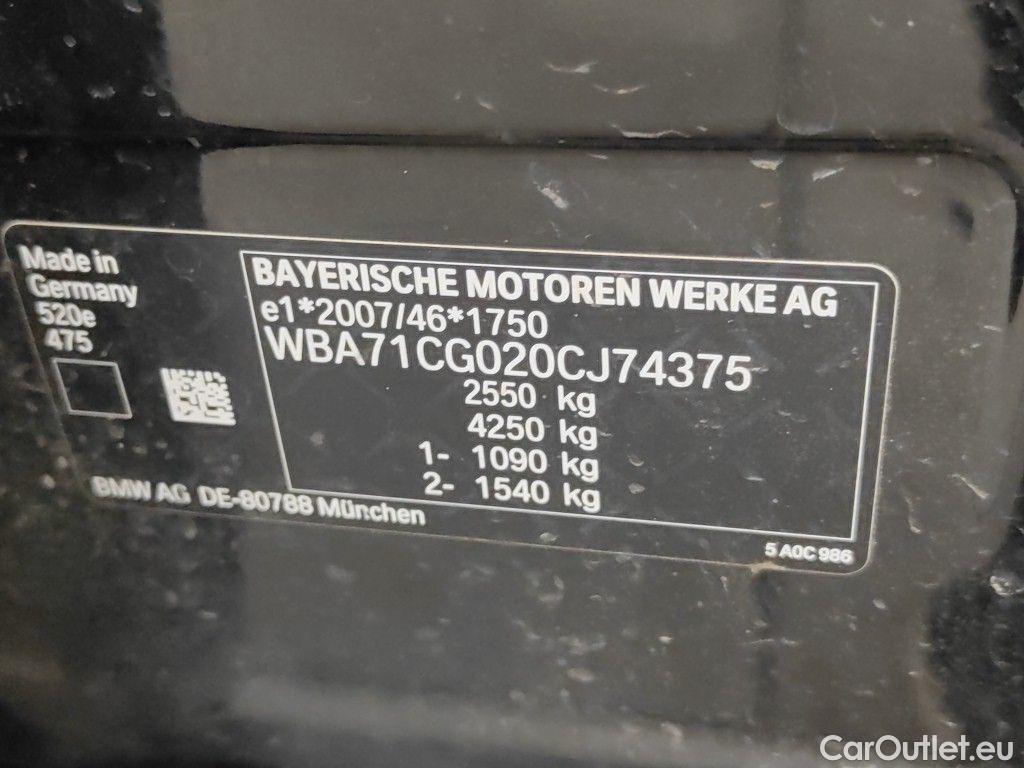 Made in
Germany
520e
475
BAYERISCHE MOTOREN WERKE AG
e1*2007/46*1750
WBA71CG020CJ74375
2550 kg
4250 kg
1- 1090 kg
2- 1540 kg
BMW AG DE-80788 München
5 A0C 986
CarOutlet.eu